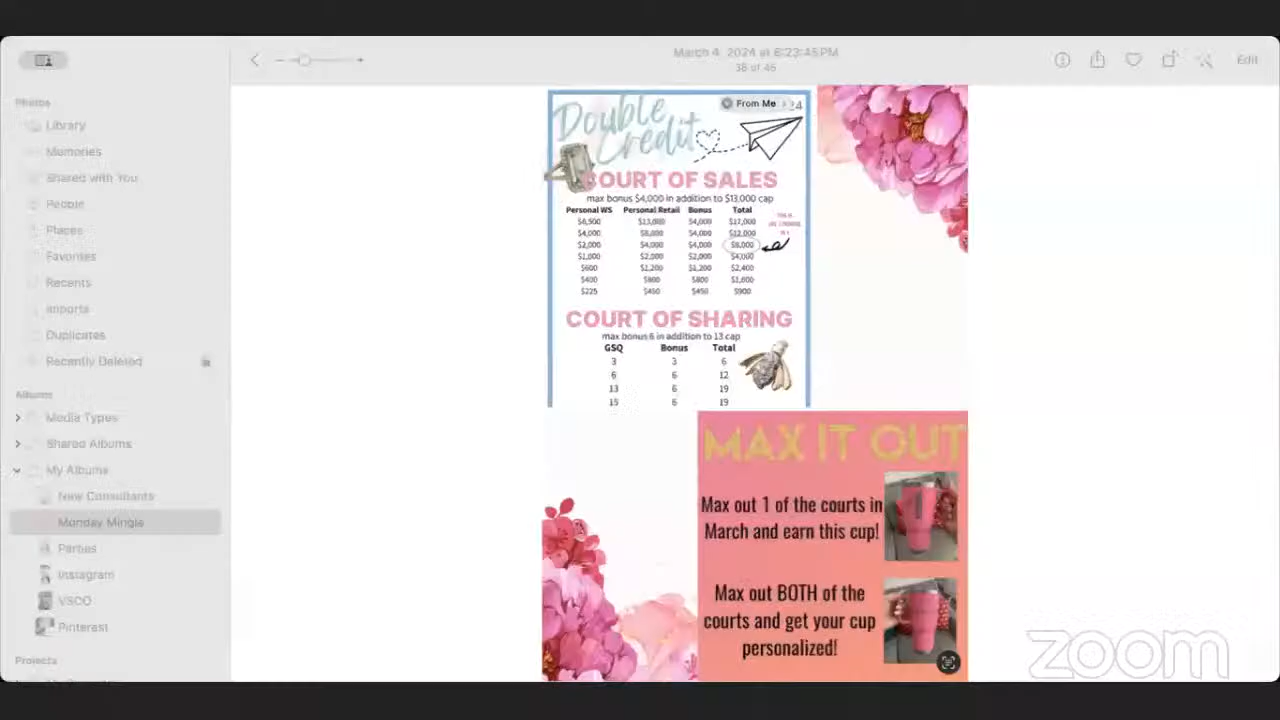 March 4, 2024 at 6:23:45 PM
38 of 46
Edit
Photos
Library
Memories
Shared with You
People
Places
Favorites
Recents
Imports
Duplicates
Recently Deleted
Albums
Media Types
Shared Albums
My Albums
New Consultants
Monday Mingle
Parties
Instagram
VSCO
Pinterest
Projects
From Me
24
Double
Credit
COURT OF SALES
max bonus $4,000 in addition to $13,000 cap
Personal WS Personal Retail Bonus Total
$6,500 $13,000 $4,000 $17,000
$4,000 $8,000 $4,000 $12,000
$2,000 $4,000 $4,000 $8,000
$1,000 $2,000 $2,000 $4,000
$600 $1,200 $1,200 $2,400
$400 $800 $800 $1,600
$225 $450 $450 $900
COURT OF SHARING
max bonus 6 in addition to 13 cap
GSQ Bonus Total
3 3 6
6 6 12
13 6 19
15 6 19
MAX IT OUT
Max out 1 of the courts in
March and earn this cup!
Max out BOTH of the
courts and get your cup
personalized!
zoom